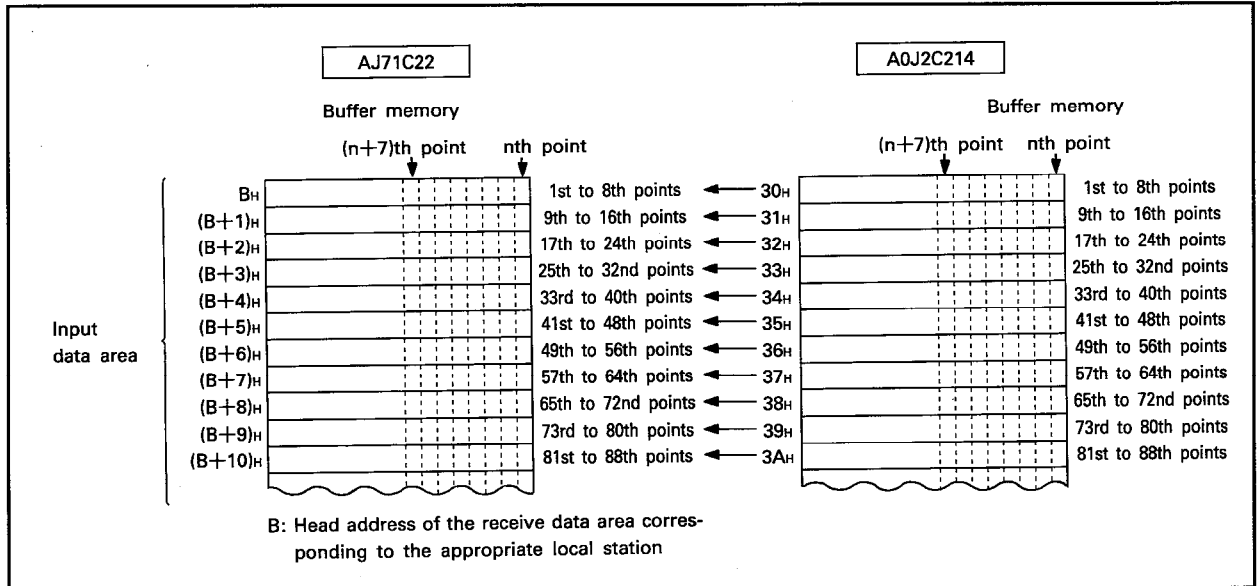 AJ71C22 A0J2C214
Buffer memory Buffer memory
(n+7)th point nth point (n+7)th point nth point
BH 1st to 8th points 30H 1st to 8th points
(B+1)H 9th to 16th points 31H 9th to 16th points
(B+2)H 17th to 24th points 32H 17th to 24th points
(B+3)H 25th to 32nd points 33H 25th to 32nd points
(B+4)H 33rd to 40th points 34H 33rd to 40th points
(B+5)H 41st to 48th points 35H 41st to 48th points
(B+6)H 49th to 56th points 36H 49th to 56th points
(B+7)H 57th to 64th points 37H 57th to 64th points
(B+8)H 65th to 72nd points 38H 65th to 72nd points
(B+9)H 73rd to 80th points 39H 73rd to 80th points
(B+10)H 81st to 88th points 3AH 81st to 88th points
Input
data area
B: Head address of the receive data area corres-
ponding to the appropriate local station